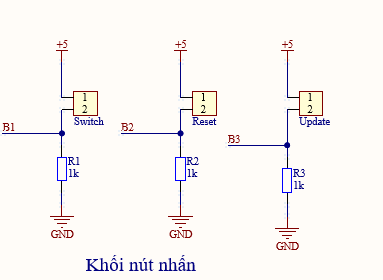 +5
+5
+5
1
2
1
2
1
2
Switch
Reset
Update
B1
B2
B3
R1
1k
R2
1k
R3
1k
GND
GND
GND
Khối nút nhấn